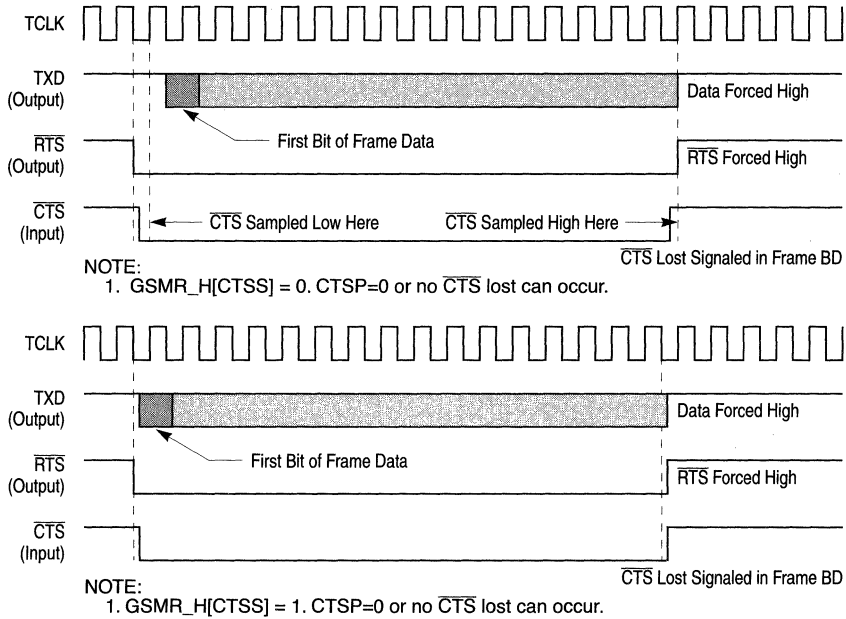 TCLK
TXD
(Output)
Data Forced High
First Bit of Frame Data
RTS
(Output)
RTS Forced High
CTS
(Input)
CTS Sampled Low Here
CTS Sampled High Here
CTS Lost Signaled in Frame BD
NOTE:
1. GSMR_H[CTSS] = 0. CTSP=0 or no CTS lost can occur.
TCLK
TXD
(Output)
Data Forced High
First Bit of Frame Data
RTS
(Output)
RTS Forced High
CTS
(Input)
CTS Lost Signaled in Frame BD
NOTE:
1. GSMR_H[CTSS] = 1. CTSP=0 or no CTS lost can occur.